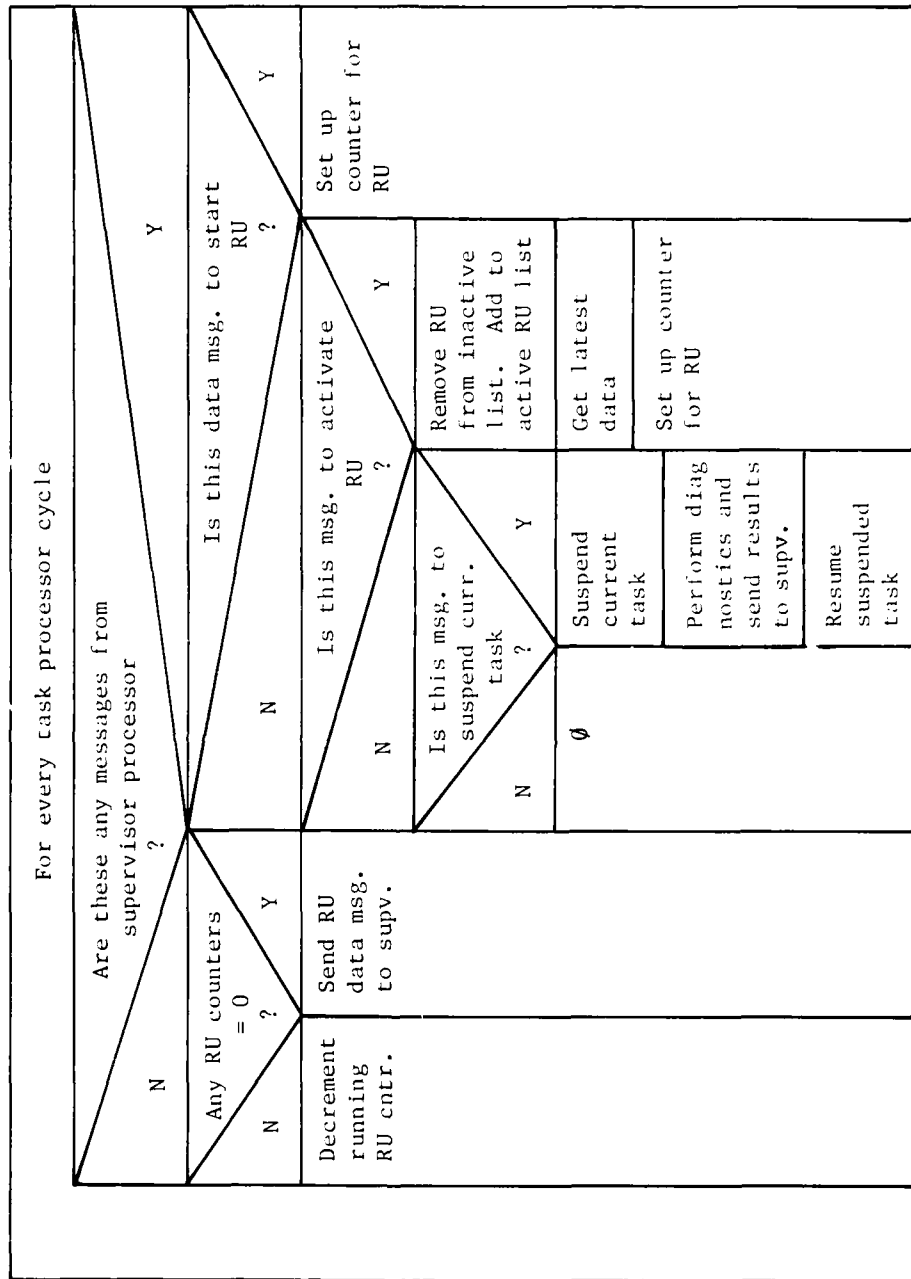 For every task processor cycle
Are these any messages from
supervisor processor
?
N
Y
Any RU counters
= 0
?
N
Y
Is this data msg. to start
RU
?
N
Y
Decrement
running
RU cntr.
Send RU
data msg.
to supv.
Is this msg. to activate
RU
?
N
Y
Set up
counter for
RU
Is this msg. to
suspend curr.
task
?
N
Y
Remove RU
from inactive
list. Add to
active RU list
Ø
Suspend
current
task
Get latest
data
Perform diag
nostics and
send results
to supv.
Set up counter
for RU
Resume
suspended
task